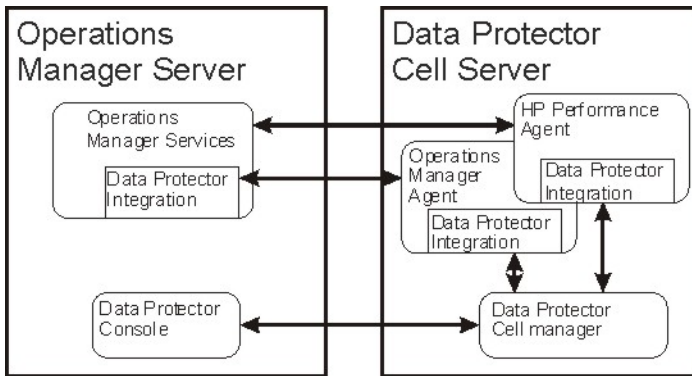 Operations
Manager Server
Operations
Manager Services
Data Protector
Integration
Data Protector
Console
Data Protector
Cell Server
HP Performance
Agent
Data Protector
Integration
Operations
Manager
Agent
Data Protector
Integration
Data Protector
Cell manager